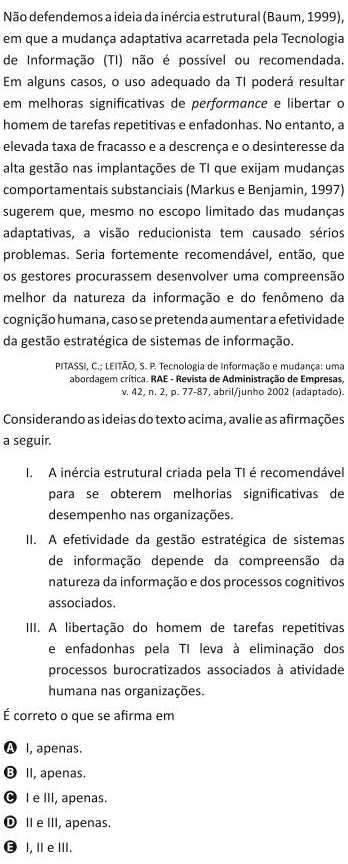 Não defendemos a ideia da inércia estrutural (Baum, 1999),
em que a mudança adaptativa acarretada pela Tecnologia
de Informação (TI) não é possível ou recomendada.
Em alguns casos, o uso adequado da TI poderá resultar
em melhoras significativas de performance e libertar o
homem de tarefas repetitivas e enfadonhas. No entanto, a
elevada taxa de fracasso e a descrença e o desinteresse da
alta gestão nas implantações de TI que exijam mudanças
comportamentais substanciais (Markus e Benjamin, 1997)
sugerem que, mesmo no escopo limitado das mudanças
adaptativas, a visão reducionista tem causado sérios
problemas. Seria fortemente recomendável, então, que
os gestores procurassem desenvolver uma compreensão
melhor da natureza da informação e do fenômeno da
cognição humana, caso se pretenda aumentar a efetividade
da gestão estratégica de sistemas de informação.
PITASSI, C.; LEITÃO, S. P. Tecnologia de Informação e mudança: uma
abordagem crítica. RAE - Revista de Administração de Empresas,
v. 42, n. 2, p. 77-87, abril/junho 2002 (adaptado).
Considerando as ideias do texto acima, avalie as afirmações
a seguir.
I. A inércia estrutural criada pela TI é recomendável
para se obterem melhorias significativas de
desempenho nas organizações.
II. A efetividade da gestão estratégica de sistemas
de informação depende da compreensão da
natureza da informação e dos processos cognitivos
associados.
III. A libertação do homem de tarefas repetitivas
e enfadonhas pela TI leva à eliminação dos
processos burocratizados associados à atividade
humana nas organizações.
É correto o que se afirma em
A I, apenas.
B II, apenas.
C I e III, apenas.
D II e III, apenas.
E I, II e III.